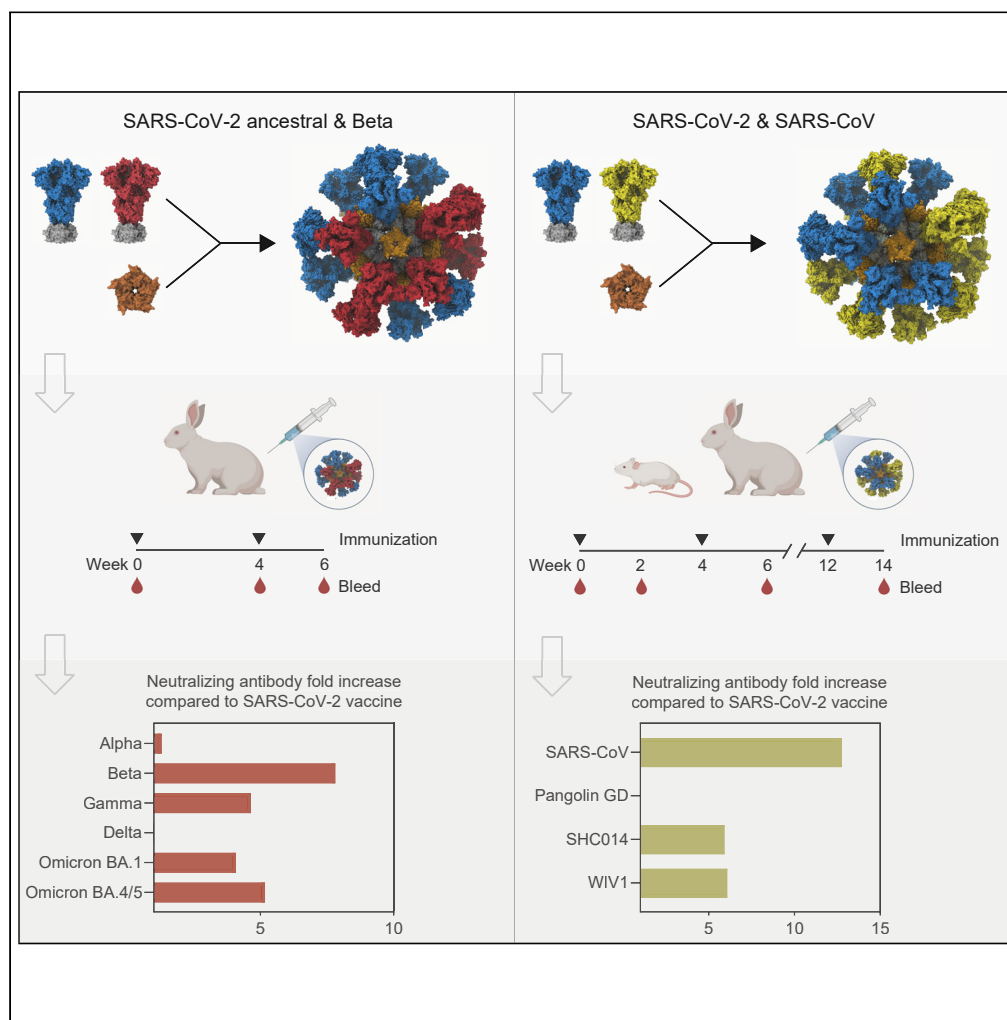 SARS-CoV-2 ancestral & Beta
Immunization
Week 0 4 6
Bleed
Neutralizing antibody fold increase
compared to SARS-CoV-2 vaccine
Alpha
Beta
Gamma
Delta
Omicron BA.1
Omicron BA.4/5
5 10
SARS-CoV-2 & SARS-CoV
Immunization
Week 0 2 4 6 12 14
Bleed
Neutralizing antibody fold increase
compared to SARS-CoV-2 vaccine
SARS-CoV
Pangolin GD
SHC014
WIV1
5 10 15